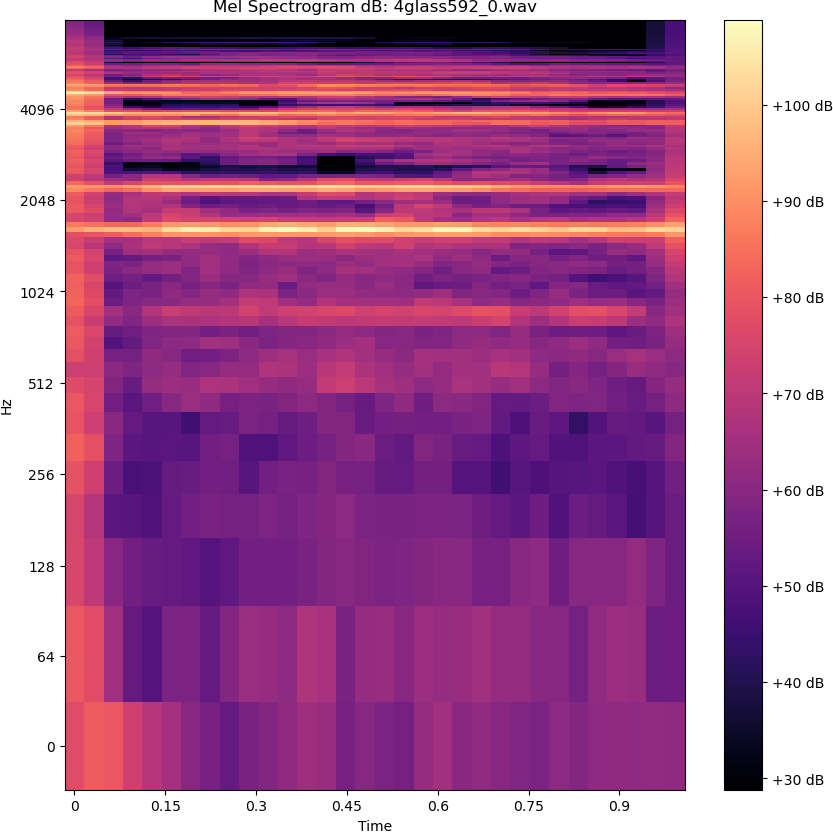 Mel Spectrogram dB: 4glass592_0.wav
4096
2048
1024
512
256
128
64
0
Hz
0
0.15
0.3
0.45
0.6
0.75
0.9
Time
+100 dB
+90 dB
+80 dB
+70 dB
+60 dB
+50 dB
+40 dB
+30 dB